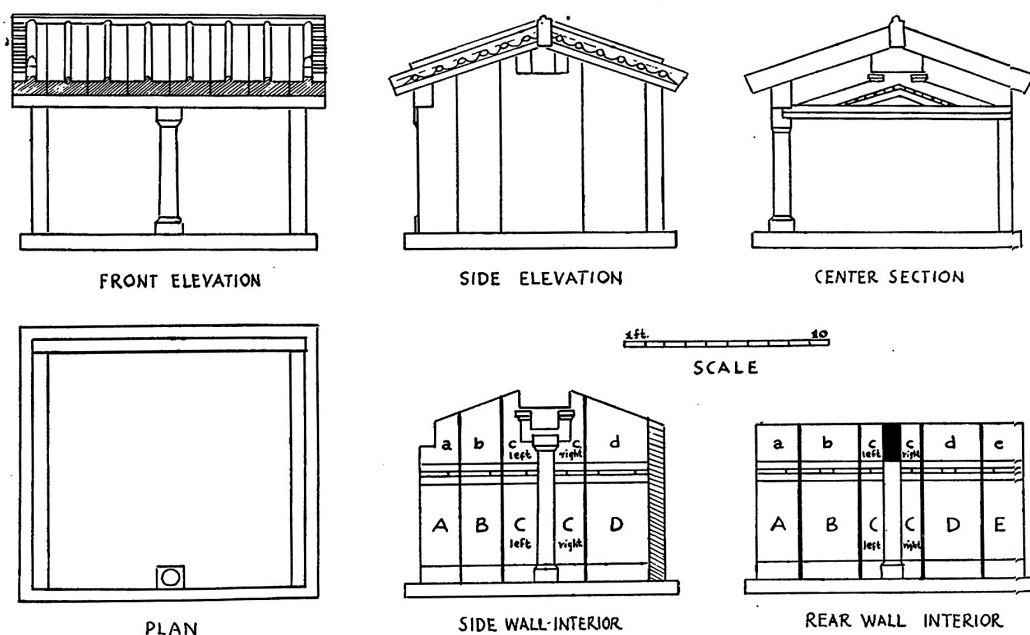 FRONT ELEVATION
SIDE ELEVATION
CENTER SECTION
1ft. 10
SCALE
a b c left c right d
A B C left C right D
a b c left c right d e
A B C left C right D E
PLAN
SIDE WALL-INTERIOR
REAR WALL INTERIOR